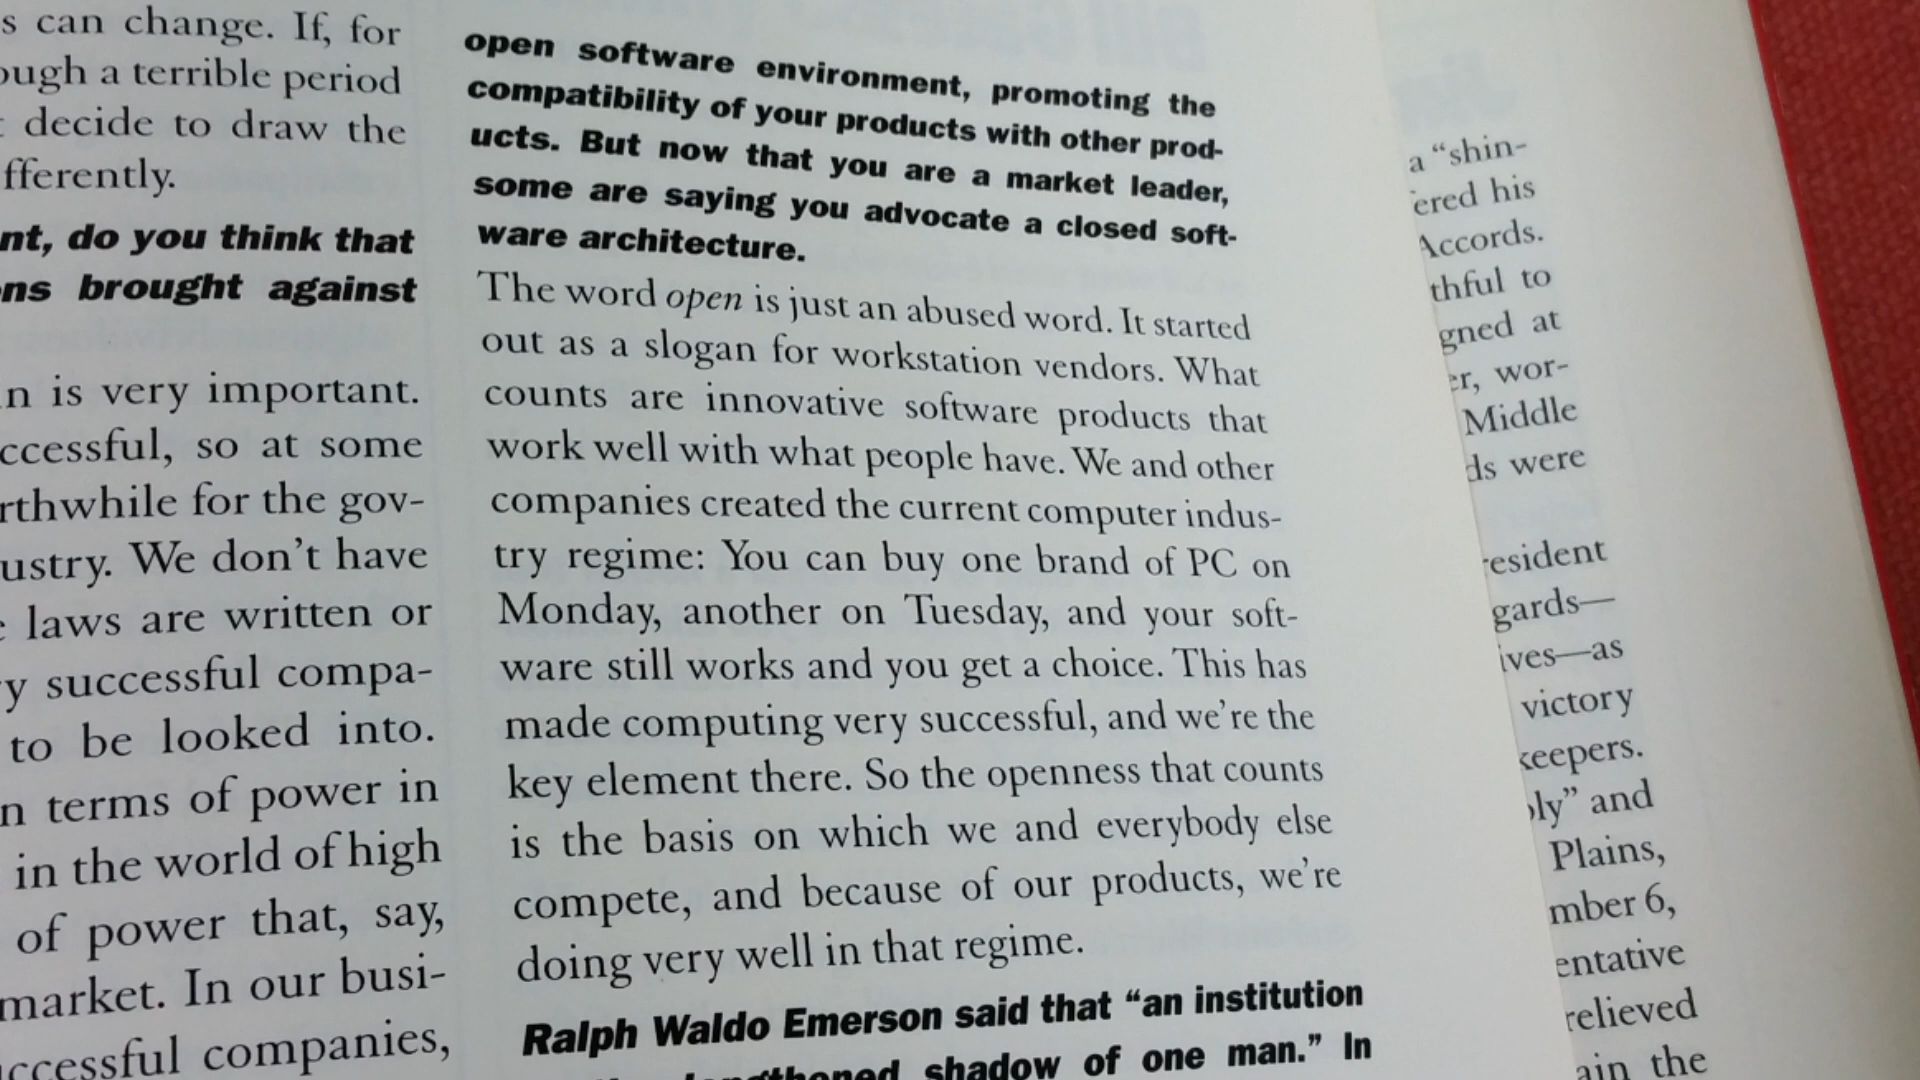 s can change. If, for
ough a terrible period
decide to draw the
fferently.
nt, do you think that
ns brought against
n is very important.
ccessful, so at some
rthwhile for the gov-
ustry. We don't have
laws are written or
y successful compa-
to be looked into.
n terms of power in
in the world of high
of power that, say,
market. In our busi-
ccessful companies,
open software environment, promoting the
compatibility of your products with other prod-
ucts. But now that you are a market leader,
some are saying you advocate a closed soft-
ware architecture.
The word open is just an abused word. It started
out as a slogan for workstation vendors. What
counts are innovative software products that
work well with what people have. We and other
companies created the current computer indus-
try regime: You can buy one brand of PC on
Monday, another on Tuesday, and your soft-
ware still works and you get a choice. This has
made computing very successful, and we're the
key element there. So the openness that counts
is the basis on which we and everybody else
compete, and because of our products, we're
doing very well in that regime.
Ralph Waldo Emerson said that “an institution
shadow of one man.” In
a “shin-
ered his
Accords.
thful to
gned at
er, wor-
Middle
ds were
resident
gards—
ives—as
victory
keepers.
ly” and
Plains,
mber 6,
entative
relieved
ain the